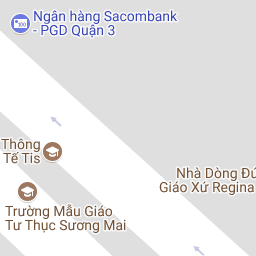 Ngân hàng Sacombank
- PGD Quận 3
Thông
Tế Tis
Nhà Dòng Đứ
Giáo Xứ Regina
Trường Mẫu Giáo
Tư Thục Sương Mai